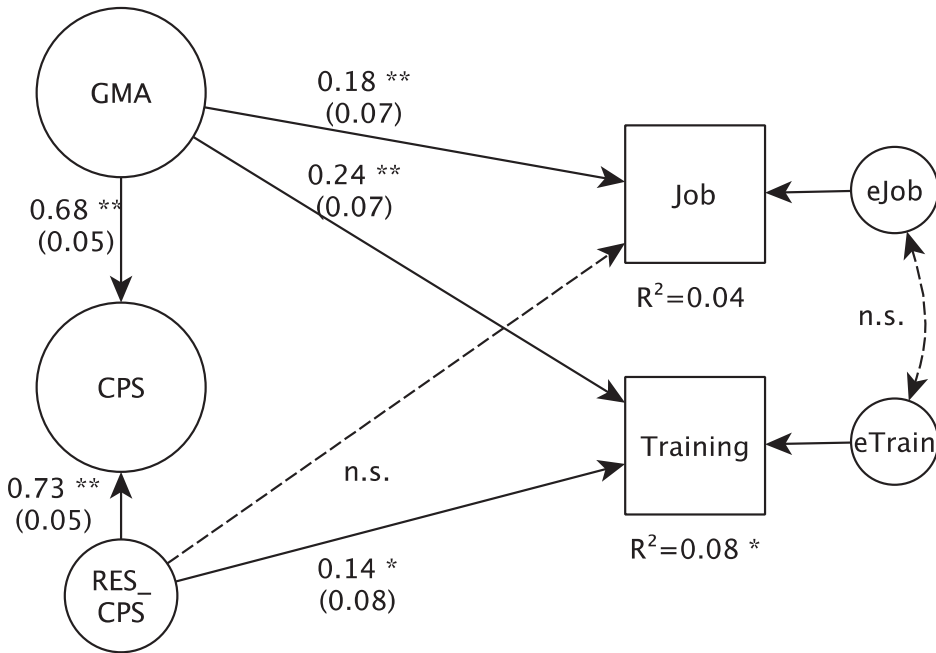 GMA
0.18 **
(0.07)
0.24 **
(0.07)
Job
eJob
0.68 **
(0.05)
R²=0.04
n.s.
CPS
Training
eTrain
n.s.
0.73 **
(0.05)
R²=0.08 *
0.14 *
(0.08)
RES_
CPS